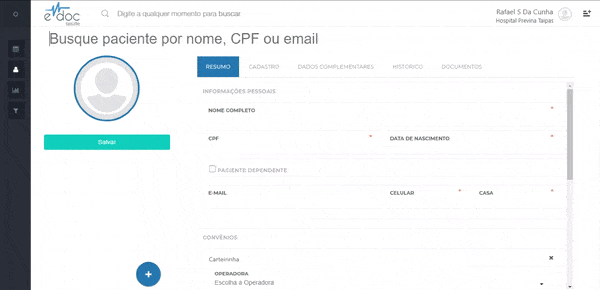 e doc
Digite a qualquer momento para buscar
Rafael S Da Cunha
Hospital Previna Taipas
Busque paciente por nome, CPF ou email
RESUMO CADASTRO DADOS COMPLEMENTARES HISTÓRICO DOCUMENTOS
INFORMAÇÕES PESSOAIS
NOME COMPLETO *
CPF * DATA DE NASCIMENTO
PACIENTE DEPENDENTE
E-MAIL CELULAR * CASA *
Salvar
CONVÊNIOS
Carteirinha
OPERADORA
Escolha a Operadora